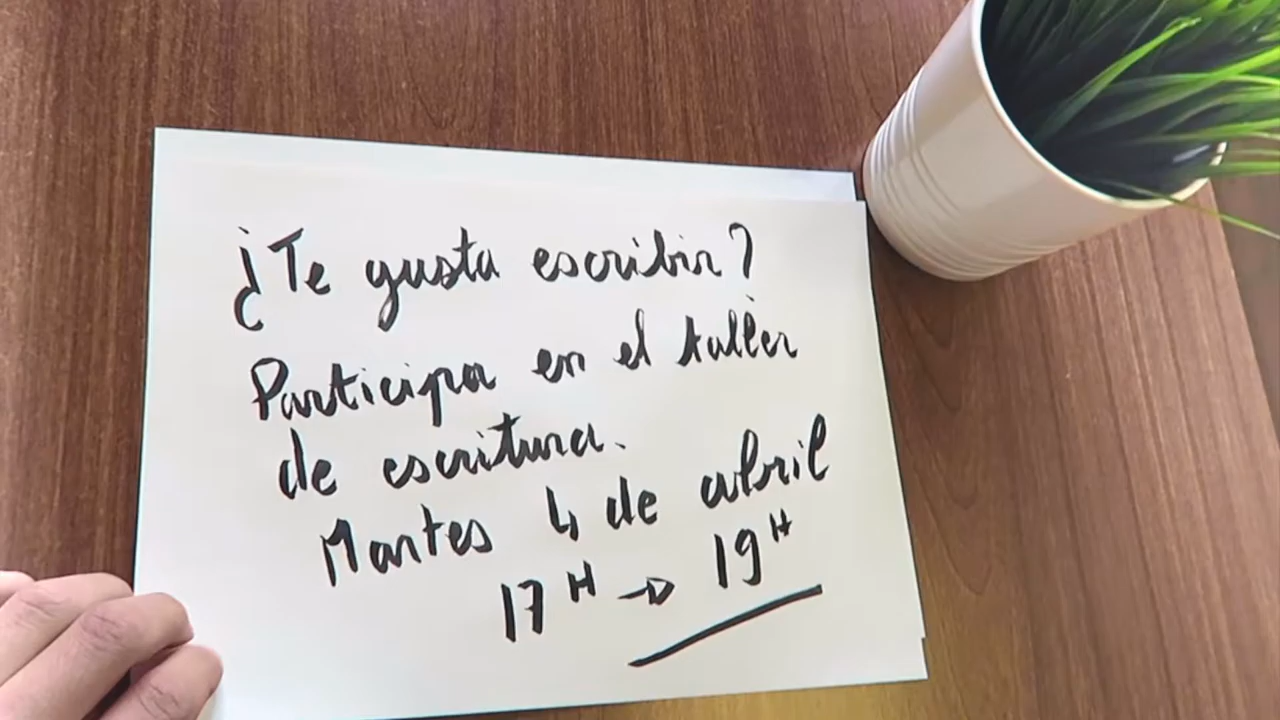 ¿Te gusta escribir?
Participa en el taller
de escritura.
Martes 4 de abril
17H → 19H